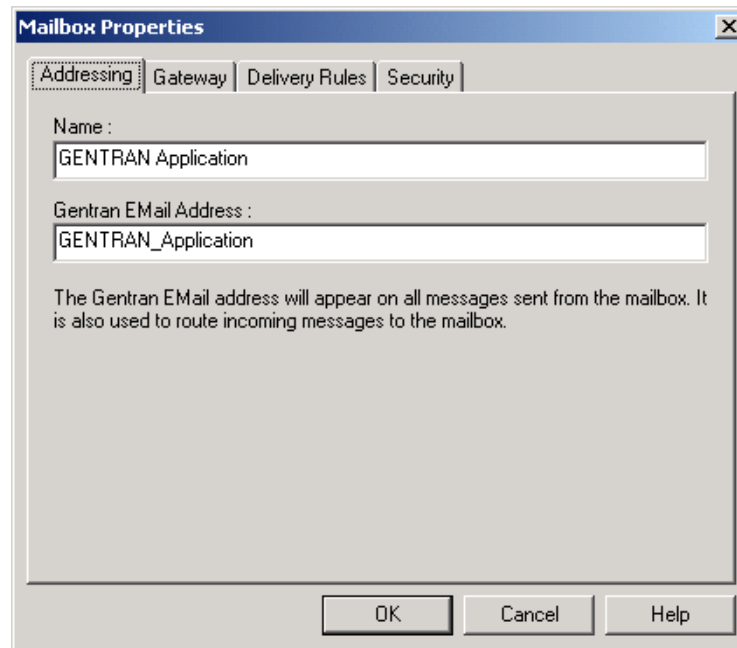 Mailbox Properties
Addressing Gateway Delivery Rules Security
Name :
GENTRAN Application
Gentran EMail Address :
GENTRAN_Application
The Gentran EMail address will appear on all messages sent from the mailbox. It
is also used to route incoming messages to the mailbox.
OK Cancel Help